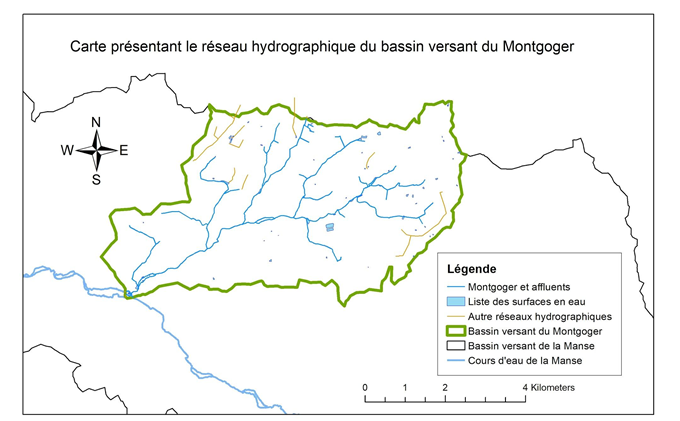 Carte présentant le réseau hydrographique du bassin versant du Montgoger
N
W E
S
Légende
Montgoger et affluents
Liste des surfaces en eau
Autre réseaux hydrographiques
Bassin versant du Montgoger
Bassin versant de la Manse
Cours d'eau de la Manse
0 1 2 4 Kilometers